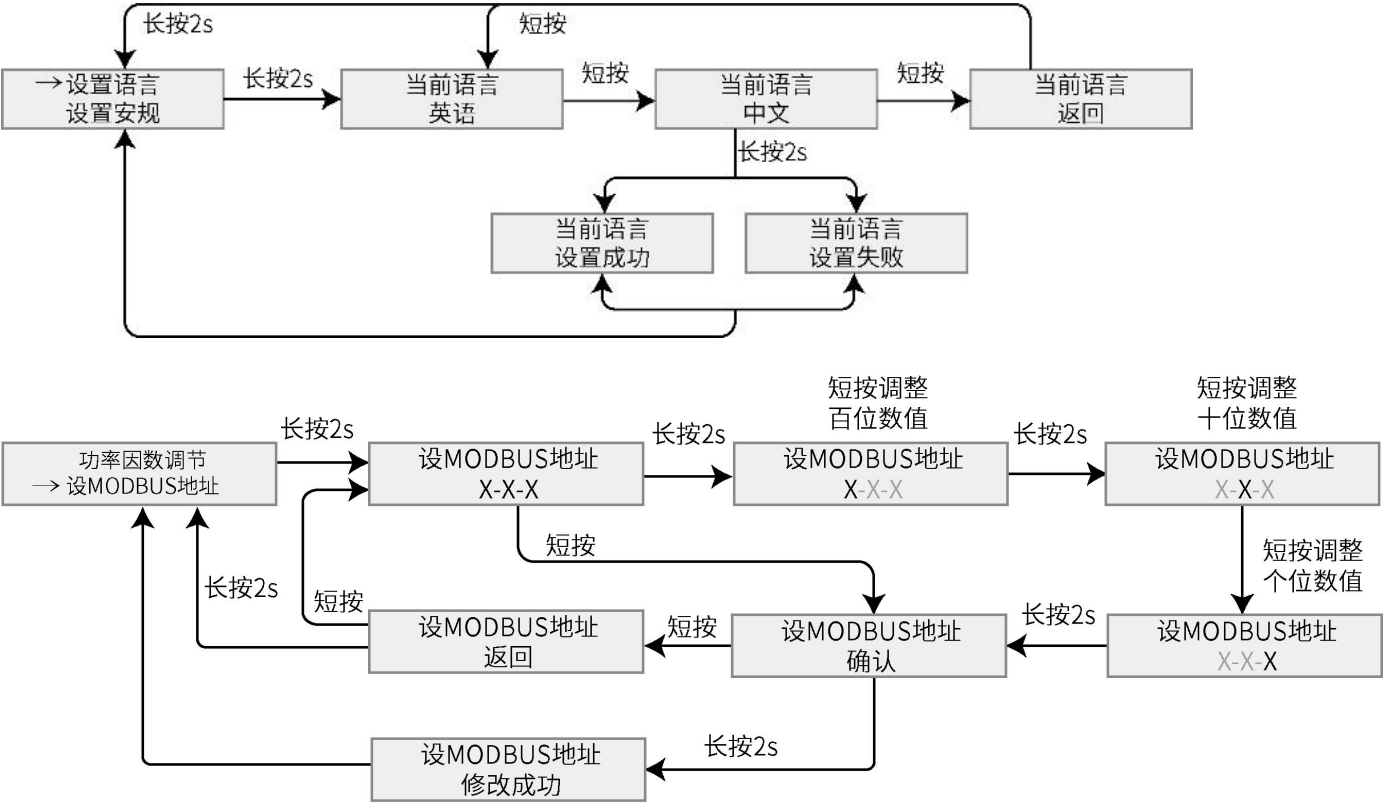 长按2s
短按
→设置语言
设置安规
长按2s
当前语言
英语
短按
当前语言
中文
短按
当前语言
返回
长按2s
当前语言
设置成功
当前语言
设置失败
短按调整
百位数值
短按调整
十位数值
功率因数调节
→设MODBUS地址
长按2s
设MODBUS地址
X-X-X
长按2s
设MODBUS地址
X-X-X
长按2s
设MODBUS地址
X-X-X
短按
短按调整
个位数值
长按2s
短按
设MODBUS地址
返回
短按
设MODBUS地址
确认
长按2s
设MODBUS地址
X-X-X
设MODBUS地址
修改成功
长按2s